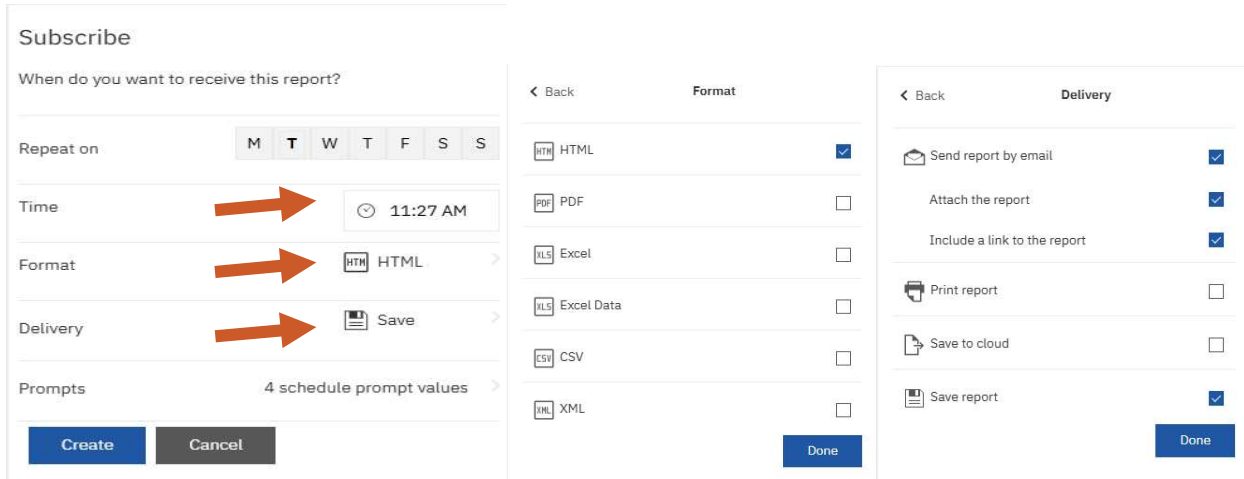 Subscribe
When do you want to receive this report?
Repeat on M T W T F S S
Time 11:27 AM
Format HTM HTML
Delivery Save
Prompts 4 schedule prompt values
Create Cancel
Back Format
HTM HTML
PDF PDF
XLS Excel
XLS Excel Data
CSV CSV
XML XML
Done
Back Delivery
Send report by email
Attach the report
Include a link to the report
Print report
Save to cloud
Save report
Done